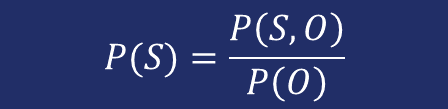 P(S) = P(S, O) / P(O)